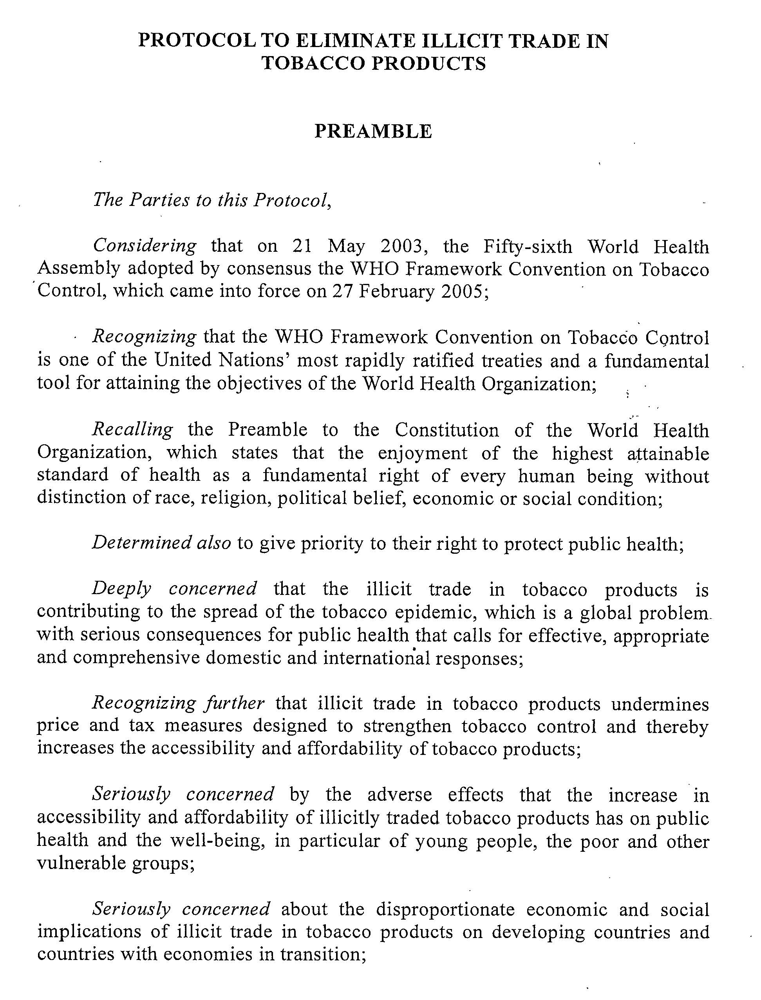 PROTOCOL TO ELIMINATE ILLICIT TRADE IN
TOBACCO PRODUCTS
PREAMBLE
The Parties to this Protocol,
Considering that on 21 May 2003, the Fifty-sixth World Health
Assembly adopted by consensus the WHO Framework Convention on Tobacco
Control, which came into force on 27 February 2005;
Recognizing that the WHO Framework Convention on Tobacco Control
is one of the United Nations’ most rapidly ratified treaties and a fundamental
tool for attaining the objectives of the World Health Organization;
Recalling the Preamble to the Constitution of the World Health
Organization, which states that the enjoyment of the highest attainable
standard of health as a fundamental right of every human being without
distinction of race, religion, political belief, economic or social condition;
Determined also to give priority to their right to protect public health;
Deeply concerned that the illicit trade in tobacco products is
contributing to the spread of the tobacco epidemic, which is a global problem
with serious consequences for public health that calls for effective, appropriate
and comprehensive domestic and international responses;
Recognizing further that illicit trade in tobacco products undermines
price and tax measures designed to strengthen tobacco control and thereby
increases the accessibility and affordability of tobacco products;
Seriously concerned by the adverse effects that the increase in
accessibility and affordability of illicitly traded tobacco products has on public
health and the well-being, in particular of young people, the poor and other
vulnerable groups;
Seriously concerned about the disproportionate economic and social
implications of illicit trade in tobacco products on developing countries and
countries with economies in transition;